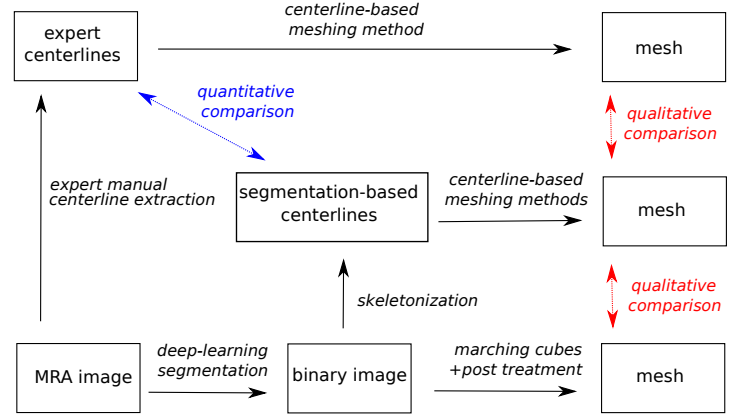 centerline-based
meshing method
expert
centerlines
mesh
quantitative
comparison
qualitative
comparison
expert manual
centerline extraction
segmentation-based
centerlines
centerline-based
meshing methods
mesh
skeletonization
qualitative
comparison
MRA image
deep-learning
segmentation
binary image
marching cubes
+post treatment
mesh